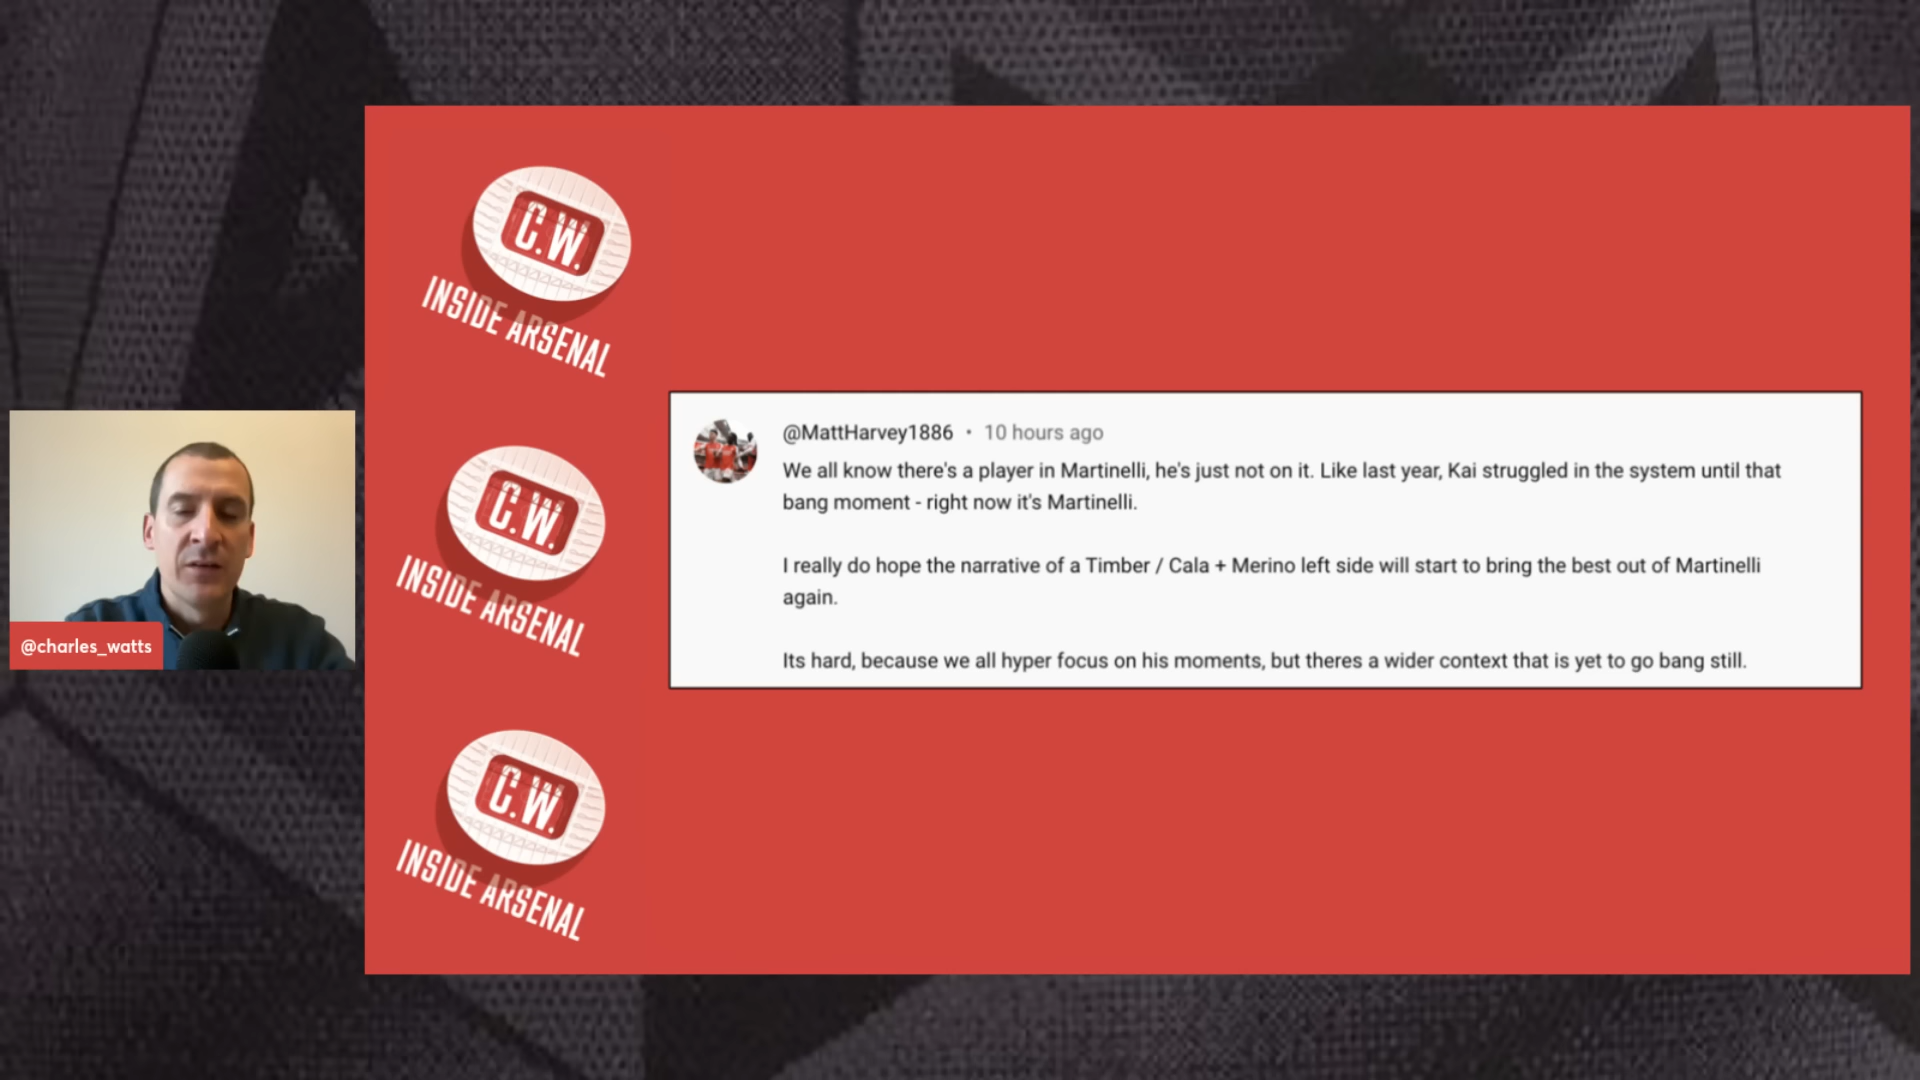 C.W.
INSIDE ARSENAL
C.W.
INSIDE ARSENAL
C.W.
INSIDE ARSENAL
@charles_watts
@MattHarvey1886 • 10 hours ago
We all know there's a player in Martinelli, he's just not on it. Like last year, Kai struggled in the system until that
bang moment - right now it's Martinelli.
I really do hope the narrative of a Timber / Cala + Merino left side will start to bring the best out of Martinelli
again.
Its hard, because we all hyper focus on his moments, but theres a wider context that is yet to go bang still.